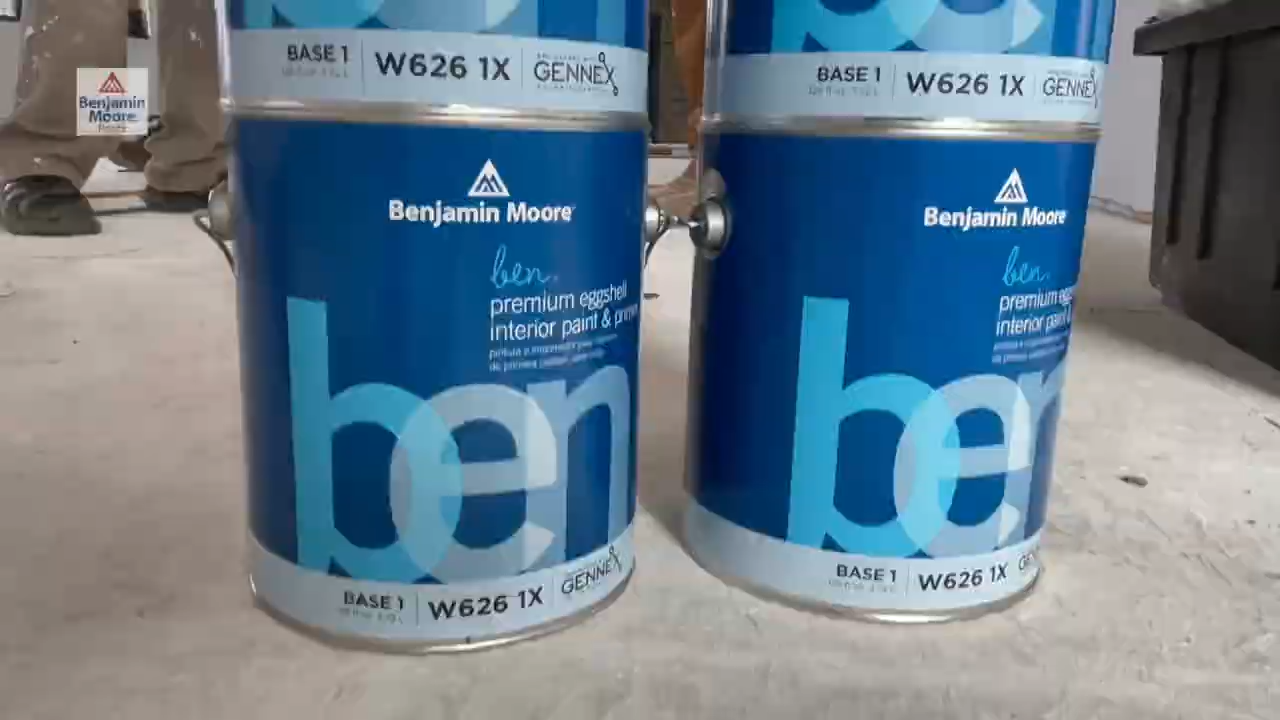 BASE 1
W626 1X
GENNEX
BASE 1
W626 1X
GENNEX
Benjamin
Moore
Benjamin Moore
ben
premium eggshell
interior paint & primer
ben
BASE 1
W626 1X
GENNEX
Benjamin Moore
ben
premium egg
interior paint
ben
BASE 1
W626 1X